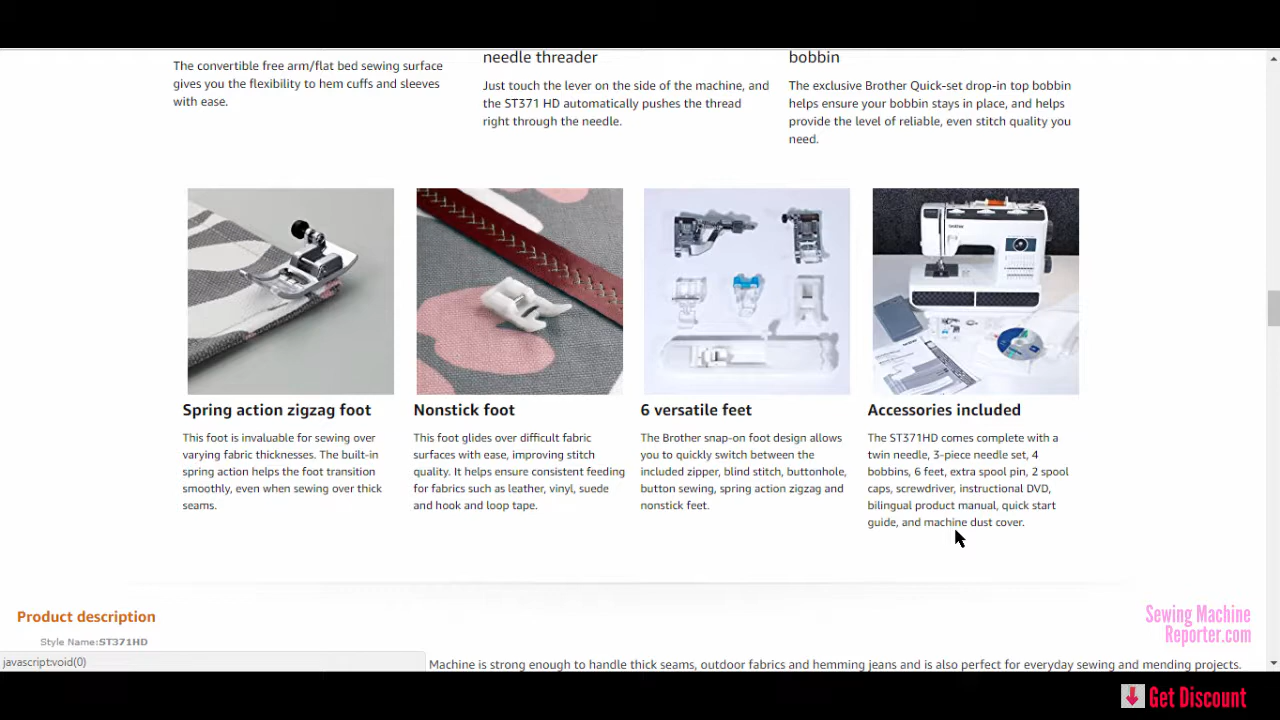 The convertible free arm/flat bed sewing surface
gives you the flexibility to hem cuffs and sleeves
with ease.
needle threader
Just touch the lever on the side of the machine, and
the ST371 HD automatically pushes the thread
right through the needle.
bobbin
The exclusive Brother Quick-set drop-in top bobbin
helps ensure your bobbin stays in place, and helps
provide the level of reliable, even stitch quality you
need.
Spring action zigzag foot
This foot is invaluable for sewing over
varying fabric thicknesses. The built-in
spring action helps the foot transition
smoothly, even when sewing over thick
seams.
Nonstick foot
This foot glides over difficult fabric
surfaces with ease, improving stitch
quality. It helps ensure consistent feeding
for fabrics such as leather, vinyl, suede
and hook and loop tape.
6 versatile feet
The Brother snap-on foot design allows
you to quickly switch between the
included zipper, blind stitch, buttonhole,
button sewing, spring action zigzag and
nonstick feet.
Accessories included
The ST371HD comes complete with a
twin needle, 3-piece needle set, 4
bobbins, 6 feet, extra spool pin, 2 spool
caps, screwdriver, instructional DVD,
bilingual product manual, quick start
guide, and machine dust cover.
Product description
Style Name:ST371HD
javascript:void(0)
Machine is strong enough to handle thick seams, outdoor fabrics and hemming jeans and is also perfect for everyday sewing and mending projects.
Sewing Machine
Reporter.com
Get Discount